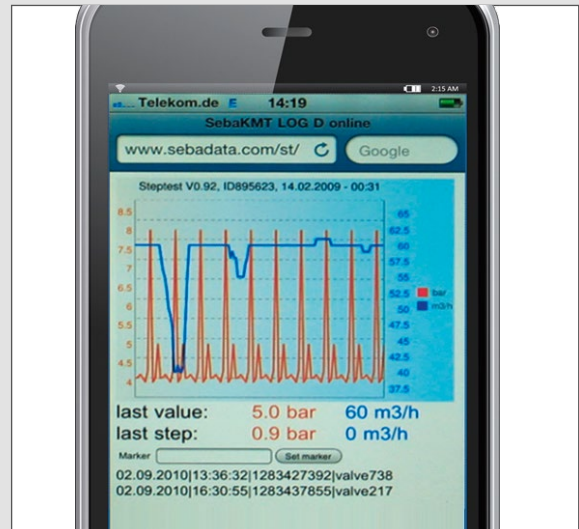 2:15 AM
Telekom.de E 14:19
SebaKMT LOG D online
www.sebadata.com/st/ Google
Steptest V0.92, ID895623, 14.02.2009 - 00:31
8.5 65
8 62.5
7.5 60
7 57.5
6.5 55
6 52.5 bar
5.5 50 m3/h
5 47.5
4.5 45
4 42.5
40
37.5
last value: 5.0 bar 60 m3/h
last step: 0.9 bar 0 m3/h
Marker Set marker
02.09.2010|13:36:32|1283427392|valve738
02.09.2010|16:30:55|1283437855|valve217